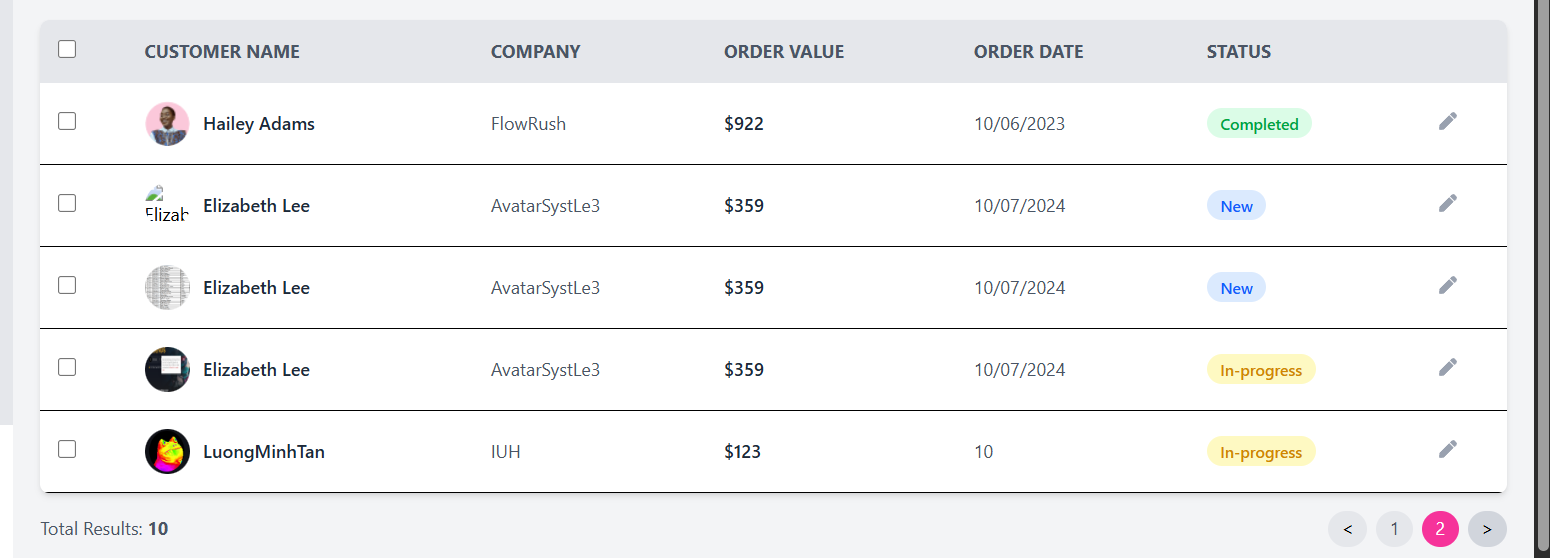 CUSTOMER NAME COMPANY ORDER VALUE ORDER DATE STATUS
Hailey Adams FlowRush $922 10/06/2023 Completed
Elizab Elizabeth Lee AvatarSystLe3 $359 10/07/2024 New
Elizabeth Lee AvatarSystLe3 $359 10/07/2024 New
Elizabeth Lee AvatarSystLe3 $359 10/07/2024 In-progress
LuongMinhTan IUH $123 10 In-progress
Total Results: 10 < 1 2 >